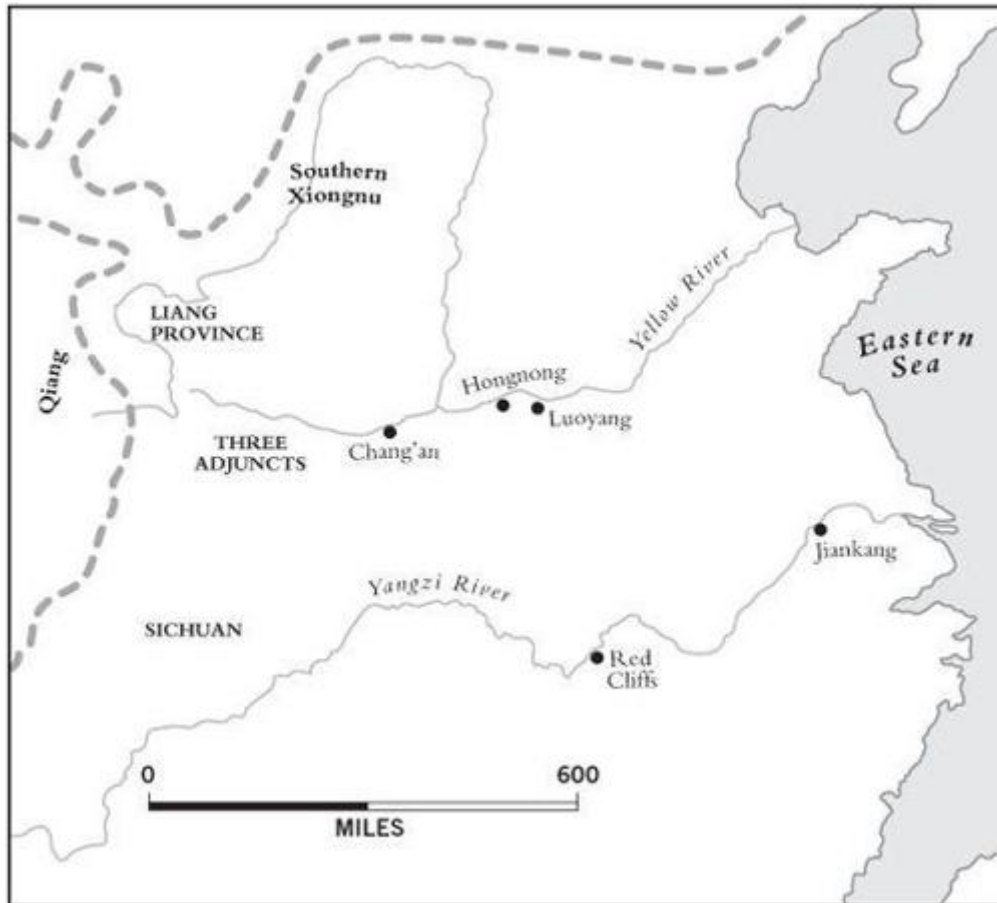 Southern
Xiongnu
LIANG
PROVINCE
Yellow River
Eastern
Sea
Qiang
Hongnong
Luoyang
THREE
ADJUNCTS
Chang'an
Jiankang
Yangzi River
SICHUAN
Red
Cliffs
0 600
MILES